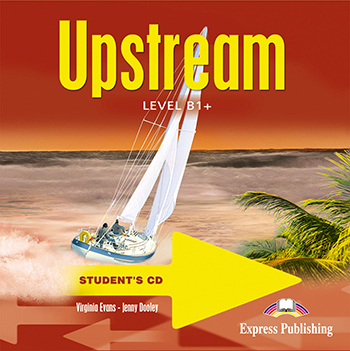 Upstream
LEVEL B1+
STUDENT'S CD
Virginia Evans - Jenny Dooley
Express Publishing